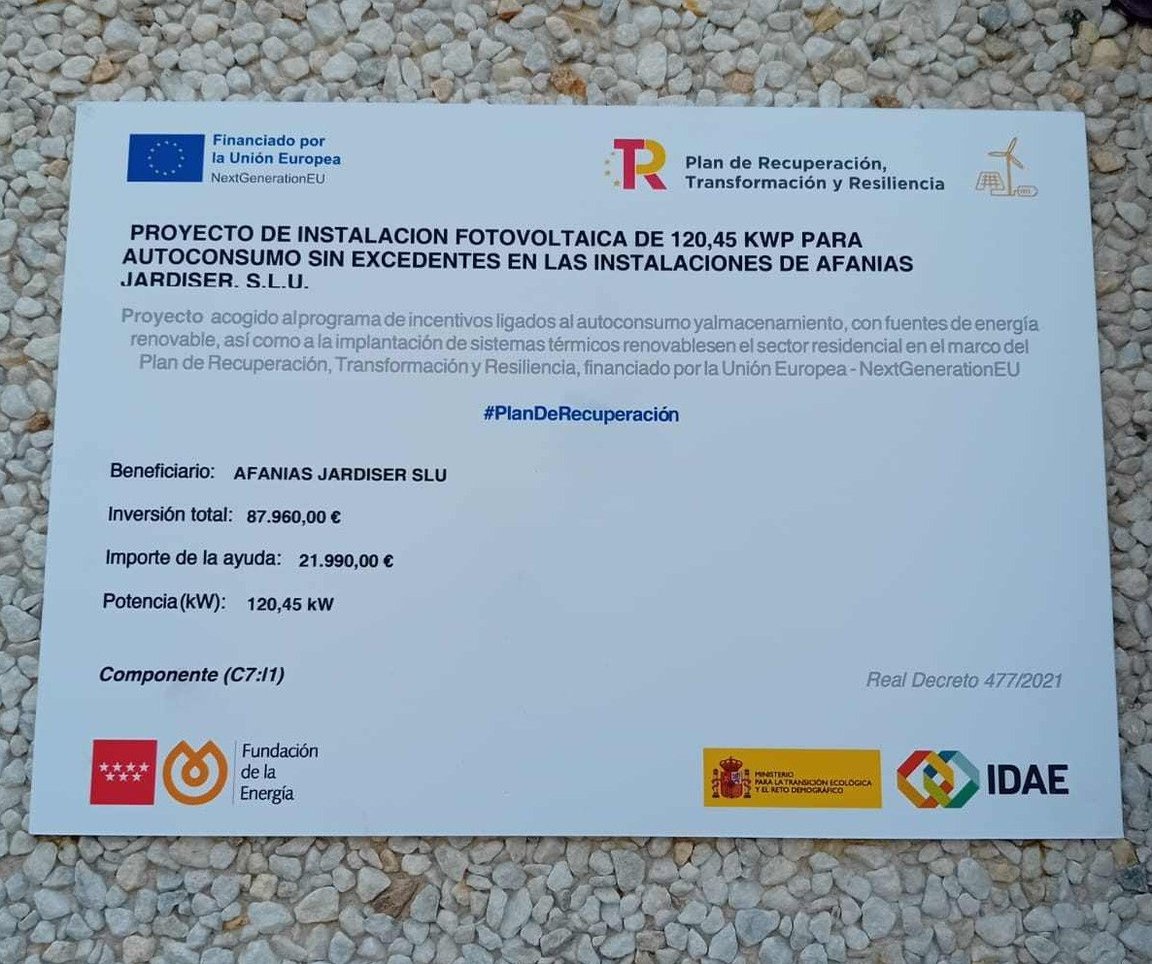 Financiado por
la Unión Europea
NextGenerationEU
TR
Plan de Recuperación,
Transformación y Resiliencia
PROYECTO DE INSTALACION FOTOVOLTAICA DE 120,45 KWP PARA
AUTOCONSUMO SIN EXCEDENTES EN LAS INSTALACIONES DE AFANIAS
JARDISER, S.L.U.
Proyecto acogido al programa de incentivos ligados al autoconsumo yalmacenamiento, con fuentes de energía
renovable, así como a la implantación de sistemas térmicos renovablesen el sector residencial en el marco del
Plan de Recuperación, Transformación y Resiliencia, financiado por la Unión Europea - NextGenerationEU
#PlanDeRecuperación
Beneficiario: AFANIAS JARDISER SLU
Inversión total: 87.960,00 €
Importe de la ayuda: 21.990,00 €
Potencia(kW): 120,45 kW
Componente (C7:I1)
Real Decreto 477/2021
Fundación
de la
Energía
MINISTERIO
PARA LA TRANSICIÓN ECOLÓGICA
Y EL RETO DEMOGRÁFICO
IDAE